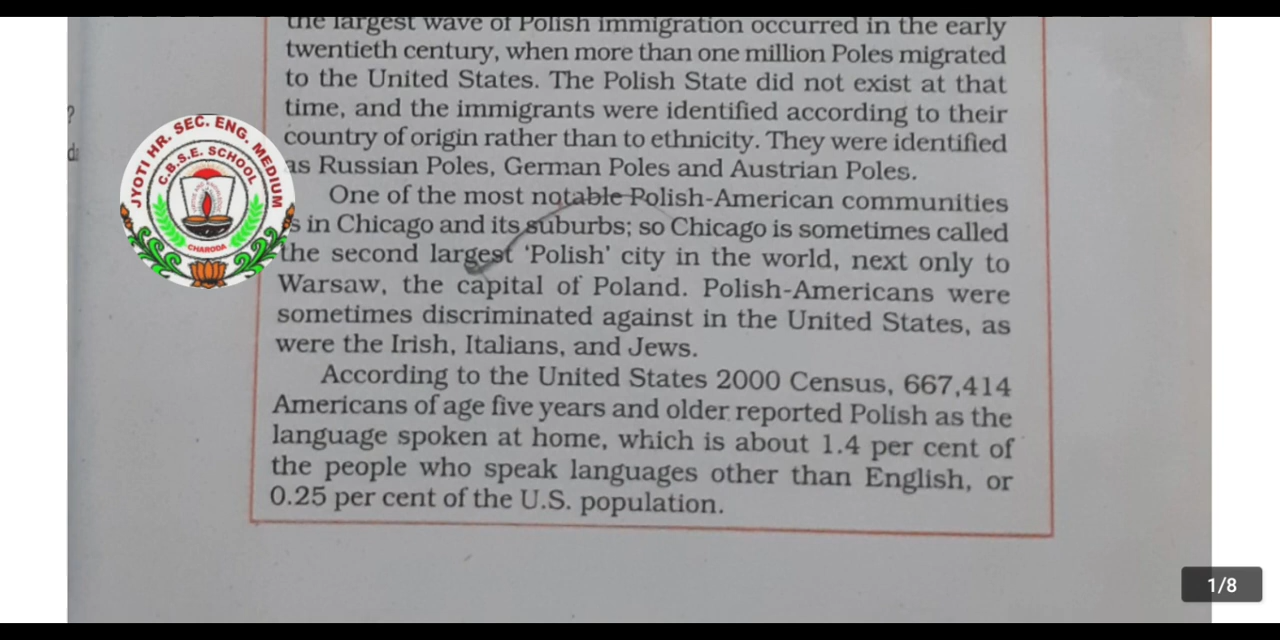 the largest wave of Polish immigration occurred in the early
twentieth century, when more than one million Poles migrated
to the United States. The Polish State did not exist at that
time, and the immigrants were identified according to their
country of origin rather than to ethnicity. They were identified
as Russian Poles, German Poles and Austrian Poles.
One of the most notable Polish-American communities
s in Chicago and its suburbs; so Chicago is sometimes called
the second largest ‘Polish’ city in the world, next only to
Warsaw, the capital of Poland. Polish-Americans were
sometimes discriminated against in the United States, as
were the Irish, Italians, and Jews.
According to the United States 2000 Census, 667,414
Americans of age five years and older reported Polish as the
language spoken at home, which is about 1.4 per cent of
the people who speak languages other than English, or
0.25 per cent of the U.S. population.
?
JYOTI HR. SEC. ENG. MEDIUM
C.B.S.E. SCHOOL
CHARODA
1/8